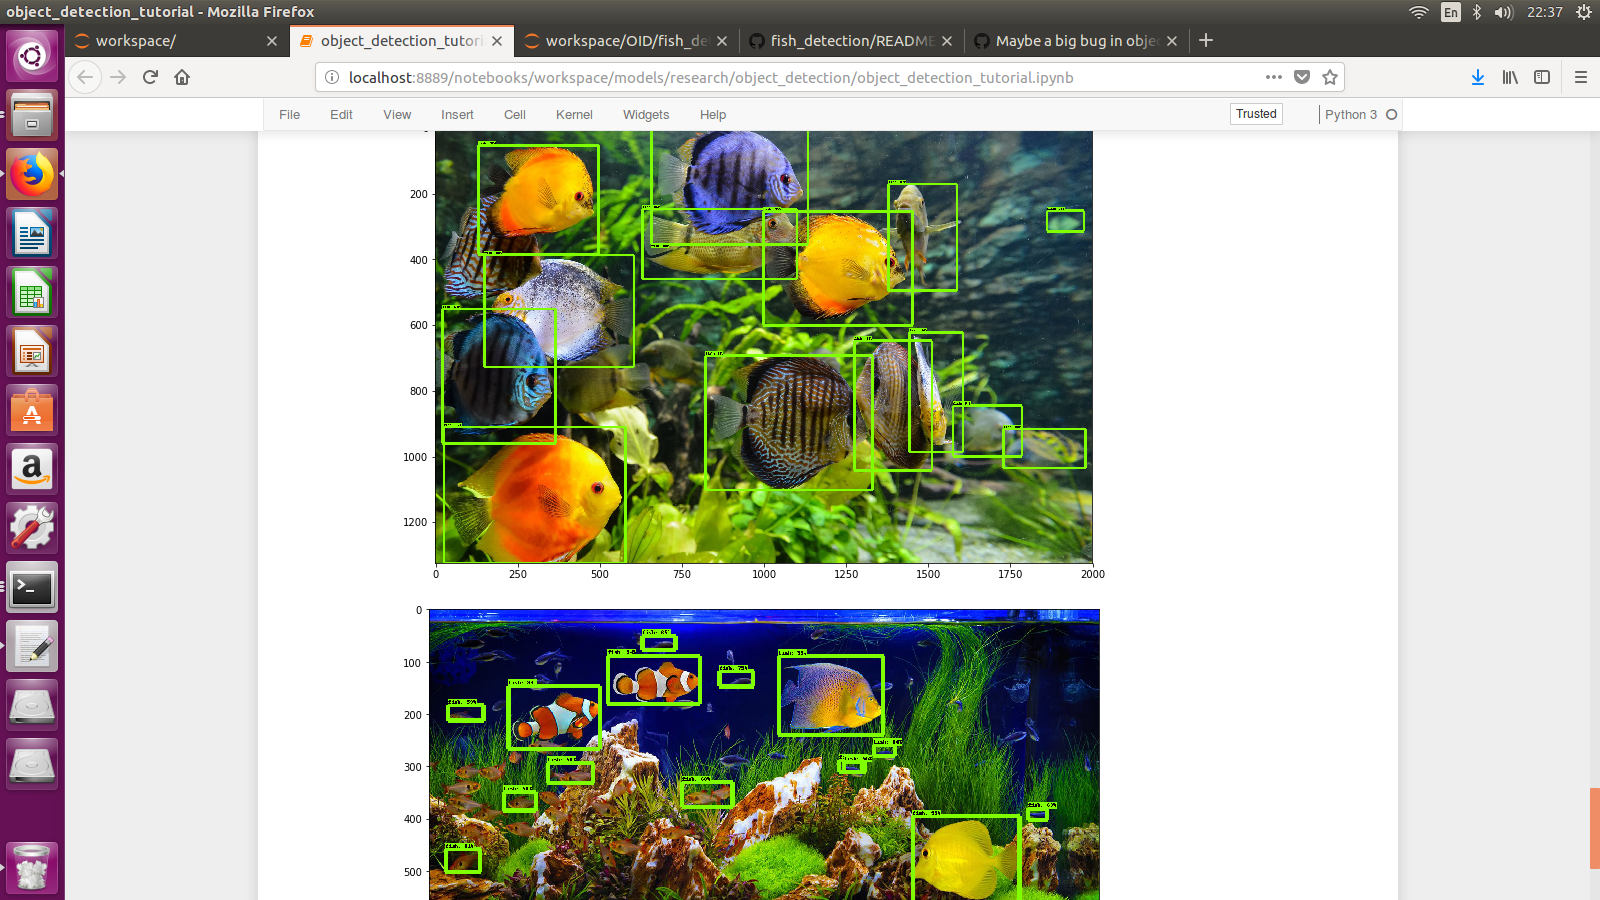 object_detection_tutorial - Mozilla Firefox
En
22:37
workspace/
object_detection_tutori
workspace/OID/fish_de
fish_detection/README
Maybe a big bug in obje
localhost:8889/notebooks/workspace/models/research/object_detection/object_detection_tutorial.ipynb
File Edit View Insert Cell Kernel Widgets Help
Trusted
Python 3
200
400
600
800
1000
1200
0 250 500 750 1000 1250 1500 1750 2000
0
100
200
300
400
500